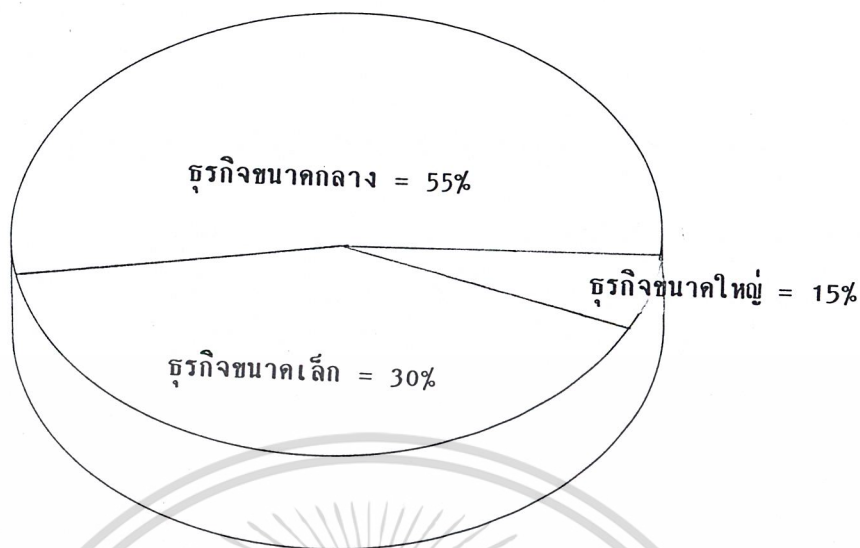 ธุรกิจขนาดกลาง = 55%
ธุรกิจขนาดใหญ่ = 15%
ธุรกิจขนาดเล็ก = 30%